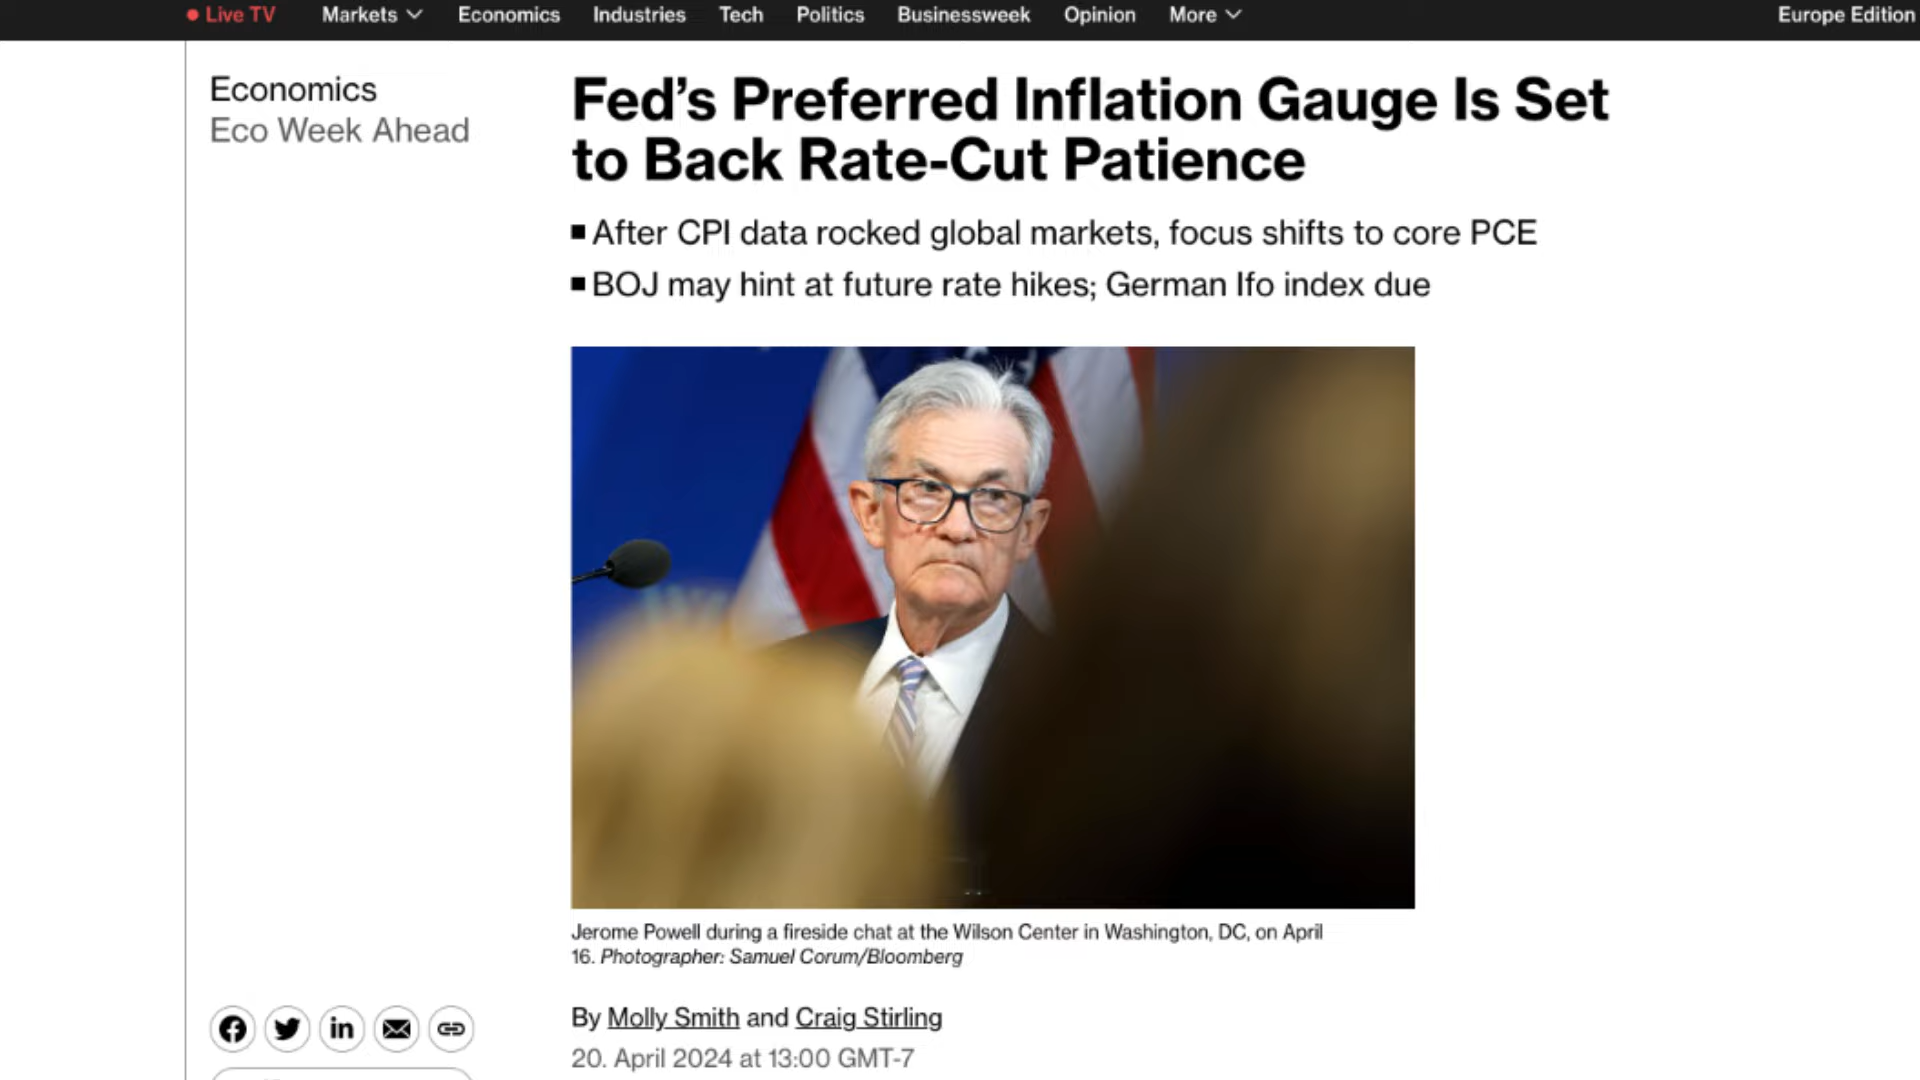 Live TV
Markets
Economics
Industries
Tech
Politics
Businessweek
Opinion
More
Europe Edition
Economics
Eco Week Ahead
Fed’s Preferred Inflation Gauge Is Set
to Back Rate-Cut Patience
After CPI data rocked global markets, focus shifts to core PCE
BOJ may hint at future rate hikes; German Ifo index due
Jerome Powell during a fireside chat at the Wilson Center in Washington, DC, on April
16. Photographer: Samuel Corum/Bloomberg
By Molly Smith and Craig Stirling
20. April 2024 at 13:00 GMT-7